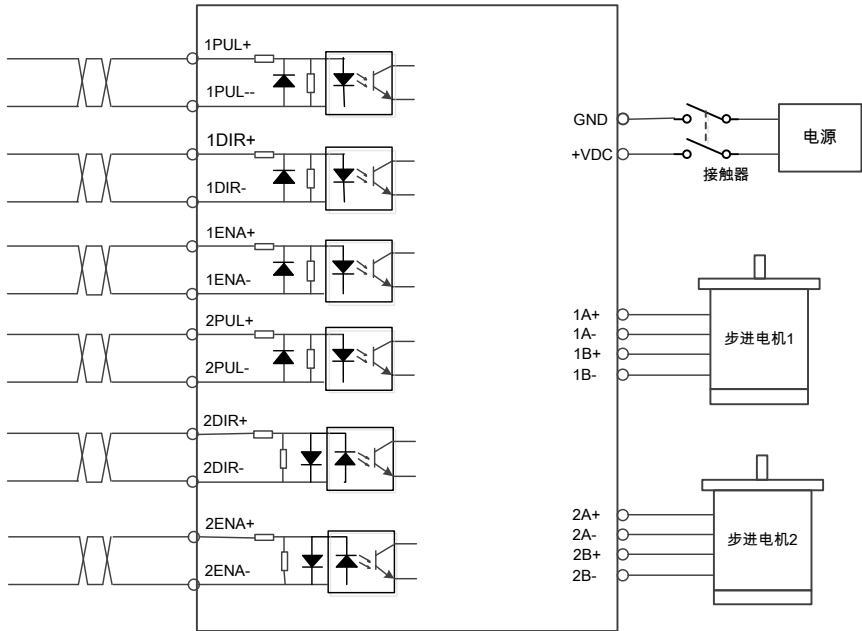 1PUL+
1PUL--
1DIR+
1DIR-
1ENA+
1ENA-
2PUL+
2PUL-
2DIR+
2DIR-
2ENA+
2ENA-
GND
+VDC
接触器
电源
1A+
1A-
1B+
1B-
步进电机1
2A+
2A-
2B+
2B-
步进电机2